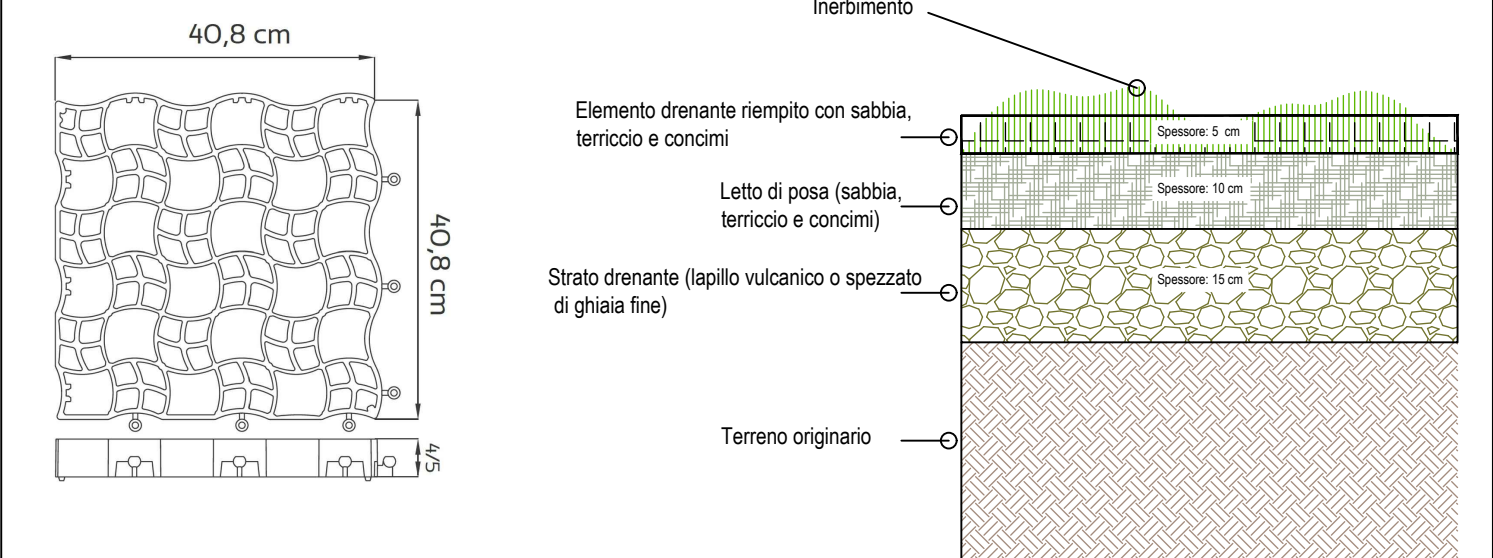 40,8 cm
40,8 cm
4/5
Inerbimento
Elemento drenante riempito con sabbia,
terriccio e concimi
Spessore: 5 cm
Letto di posa (sabbia,
terriccio e concimi)
Spessore: 10 cm
Strato drenante (lapillo vulcanico o spezzato
di ghiaia fine)
Spessore: 15 cm
Terreno originario